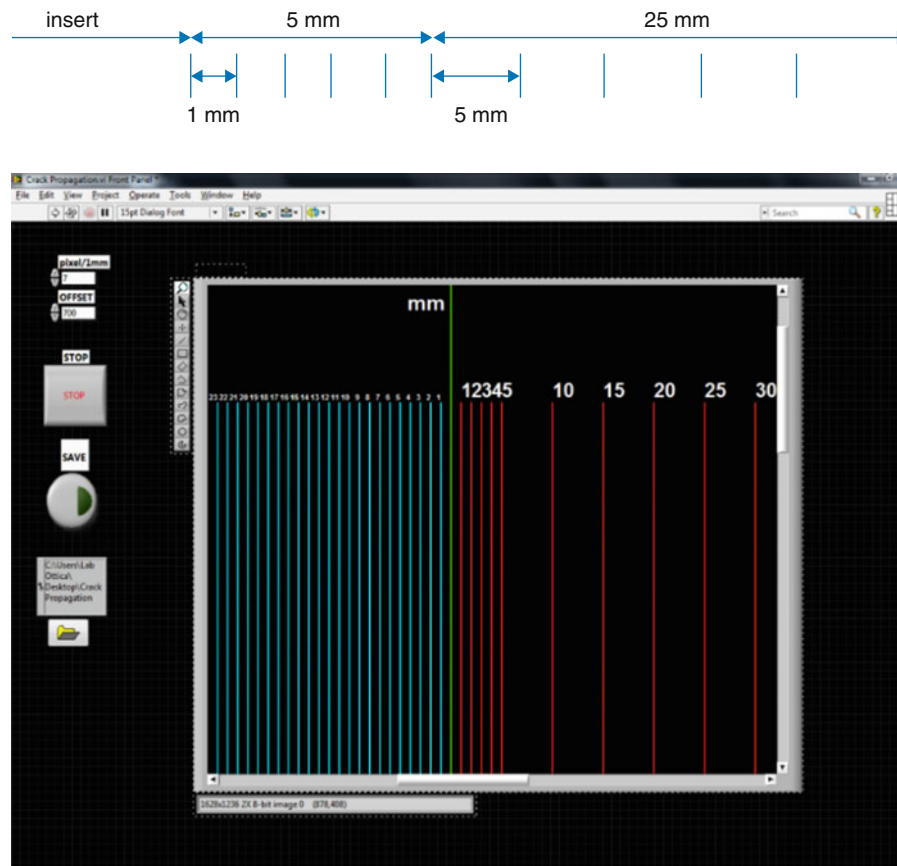 insert 5 mm 25 mm
1 mm 5 mm
Crack Propagation.vi Front Panel *
File Edit View Project Operate Tools Window Help
15pt Dialog Font
Search
pixel/1mm
7
OFFSET
700
STOP
STOP
SAVE
C:\Users\Lab
Ottica\
Desktop\Crack
Propagation
mm
23 22 21 20 19 18 17 16 15 14 13 12 11 10 9 8 7 6 5 4 3 2 1
12345 10 15 20 25 30
1628x1236 2X 8-bit image 0 (878,408)